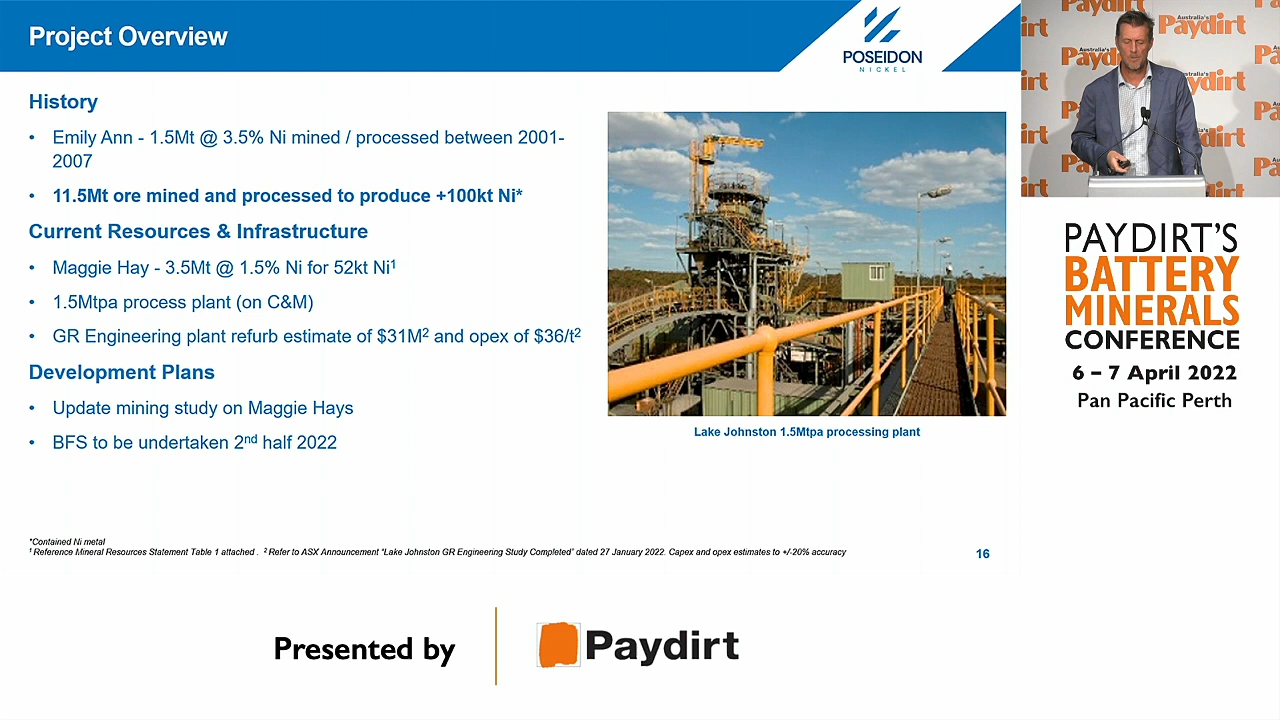 Project Overview
POSEIDON
NICKEL
History
• Emily Ann - 1.5Mt @ 3.5% Ni mined / processed between 2001-
2007
• 11.5Mt ore mined and processed to produce +100kt Ni*
Current Resources & Infrastructure
• Maggie Hay - 3.5Mt @ 1.5% Ni for 52kt Ni¹
• 1.5Mtpa process plant (on C&M)
• GR Engineering plant refurb estimate of $31M² and opex of $36/t²
Development Plans
• Update mining study on Maggie Hays
• BFS to be undertaken 2nd half 2022
Lake Johnston 1.5Mtpa processing plant
*Contained Ni metal
¹ Reference Mineral Resources Statement Table 1 attached . ² Refer to ASX Announcement "Lake Johnston GR Engineering Study Completed' dated 27 January 2022. Capex and opex estimates to +/-20% accuracy
16
Australia's
Paydirt
PAYDIRT'S
BATTERY
MINERALS
CONFERENCE
6 – 7 April 2022
Pan Pacific Perth
Presented by
Paydirt